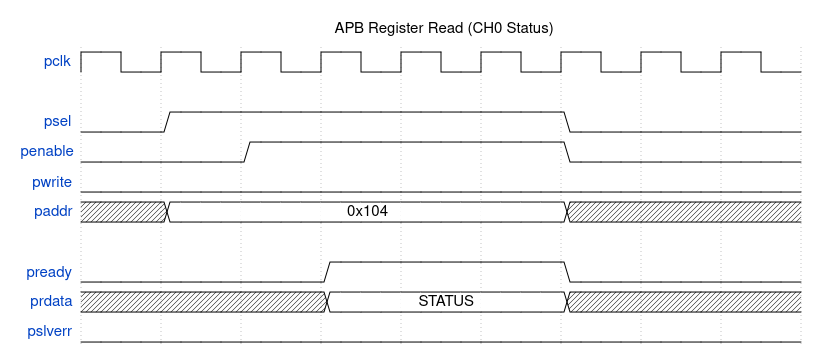 APB Register Read (CH0 Status)
pclk
psel
penable
pwrite
paddr 0x104
pready
prdata STATUS
pslverr